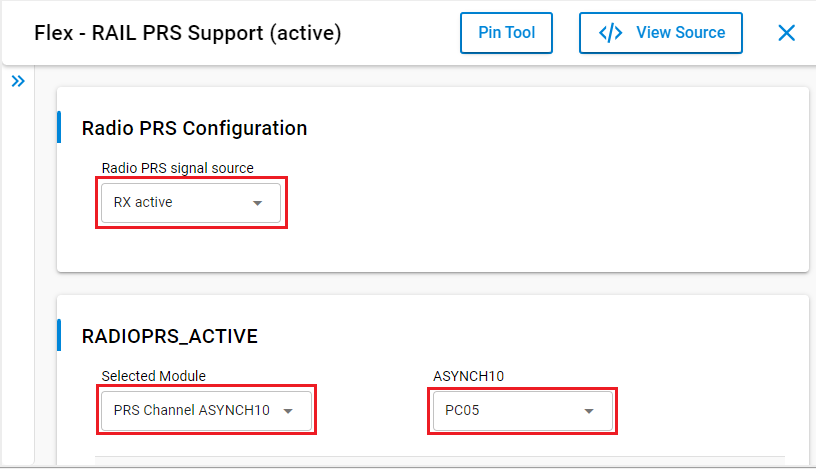 Flex - RAIL PRS Support (active)
Pin Tool
</> View Source
Radio PRS Configuration
Radio PRS signal source
RX active
RADIOPRS_ACTIVE
Selected Module
ASYNCH10
PRS Channel ASYNCH10
PC05